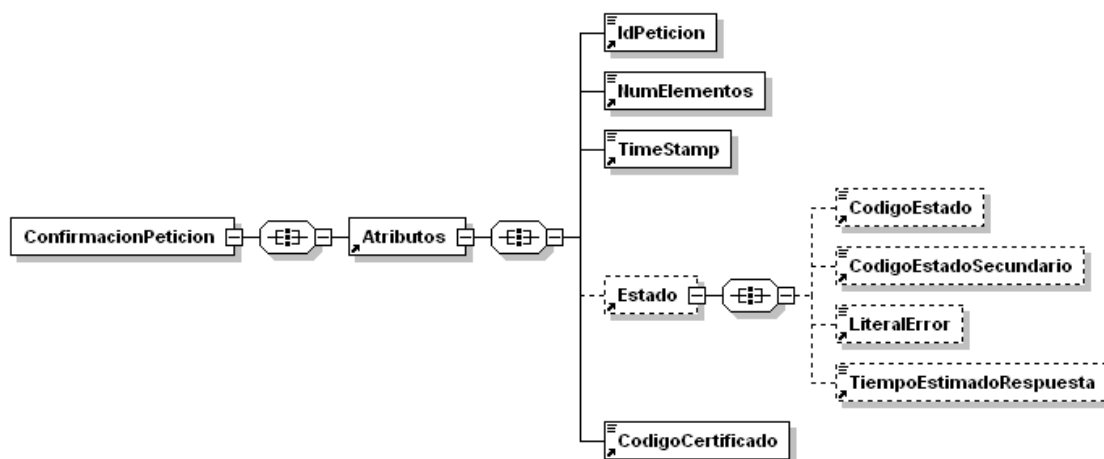 IdPeticion
NumElementos
TimeStamp
ConfirmacionPeticion
Atributos
Estado
CodigoEstado
CodigoEstadoSecundario
LiteralError
TiempoEstimadoRespuesta
CodigoCertificado